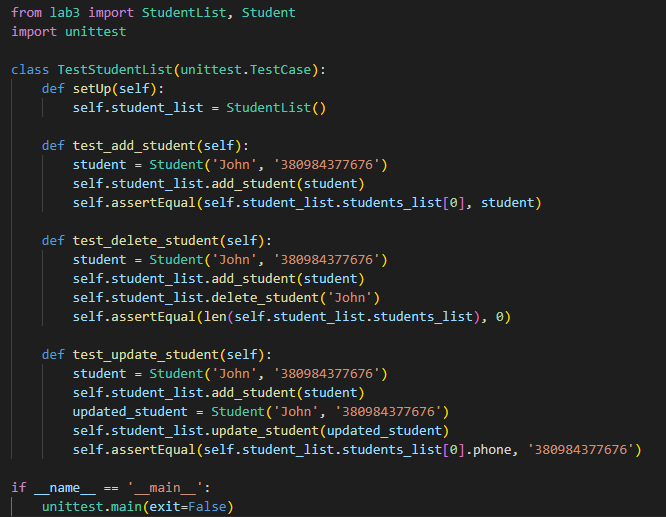 from lab3 import StudentList, Student
import unittest

class TestStudentList(unittest.TestCase):
    def setUp(self):
        self.student_list = StudentList()

    def test_add_student(self):
        student = Student('John', '380984377676')
        self.student_list.add_student(student)
        self.assertEqual(self.student_list.students_list[0], student)

    def test_delete_student(self):
        student = Student('John', '380984377676')
        self.student_list.add_student(student)
        self.student_list.delete_student('John')
        self.assertEqual(len(self.student_list.students_list), 0)

    def test_update_student(self):
        student = Student('John', '380984377676')
        self.student_list.add_student(student)
        updated_student = Student('John', '380984377676')
        self.student_list.update_student(updated_student)
        self.assertEqual(self.student_list.students_list[0].phone, '380984377676')

if __name__ == '__main__':
    unittest.main(exit=False)